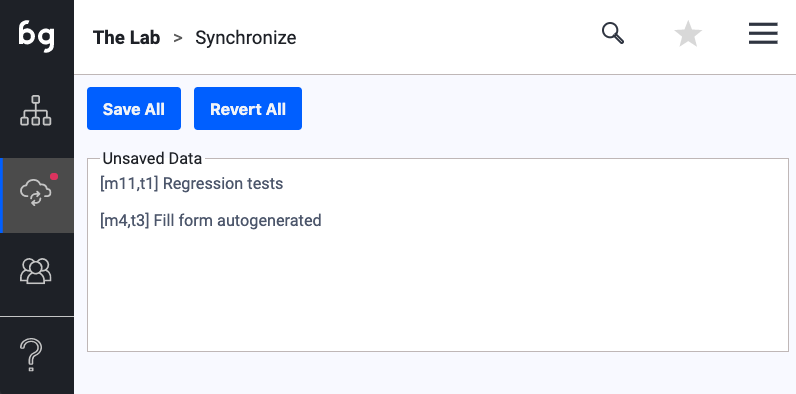 bg
The Lab > Synchronize
Save All
Revert All
Unsaved Data
[m11,t1] Regression tests
[m4,t3] Fill form autogenerated
?